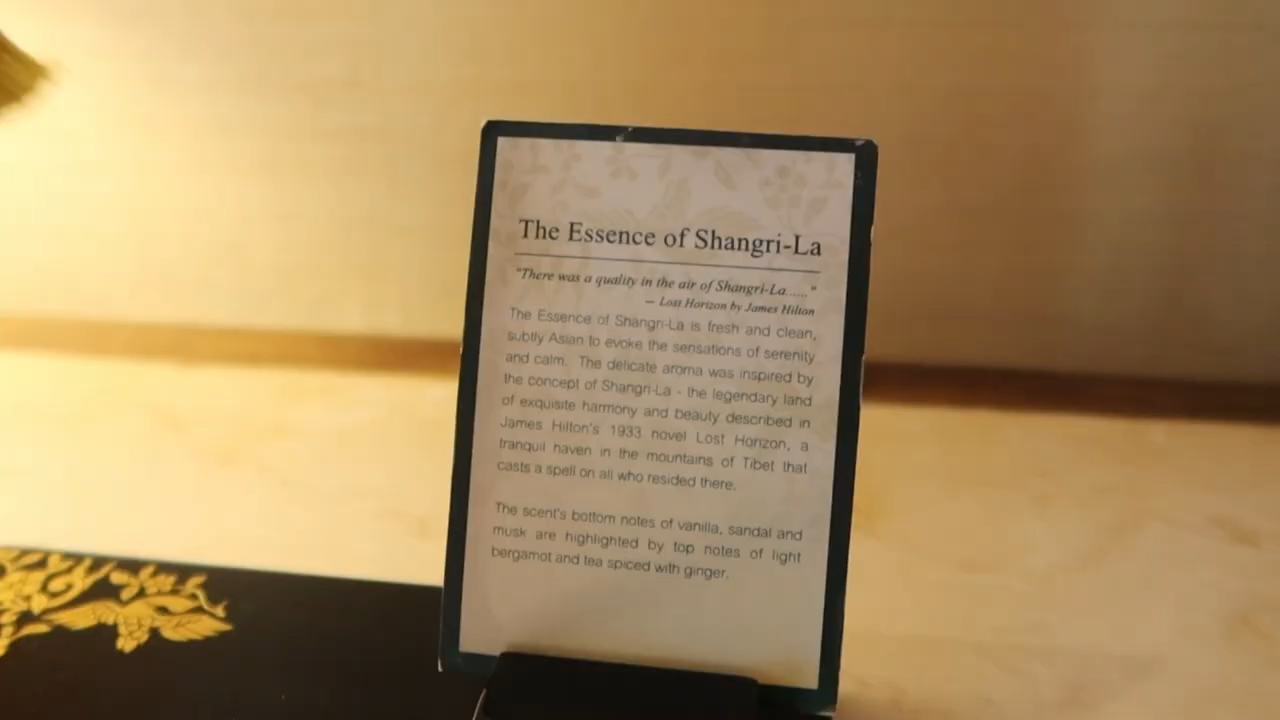 The Essence of Shangri-La
"There was a quality in the air of Shangri-La......"
— Lost Horizon by James Hilton
The Essence of Shangri-La is fresh and clean,
subtly Asian to evoke the sensations of serenity
and calm. The delicate aroma was inspired by
the concept of Shangri-La - the legendary land
of exquisite harmony and beauty described in
James Hilton's 1933 novel Lost Horizon, a
tranquil haven in the mountains of Tibet that
casts a spell on all who resided there.
The scent's bottom notes of vanilla, sandal and
musk are highlighted by top notes of light
bergamot and tea spiced with ginger.